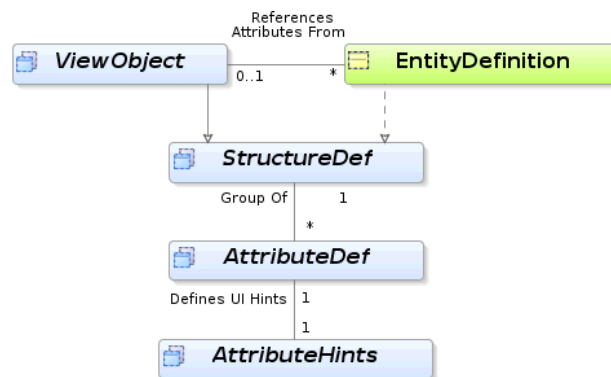 References
Attributes From
ViewObject
EntityDefinition
0..1
*
StructureDef
Group Of
1
*
AttributeDef
Defines UI Hints
1
1
AttributeHints